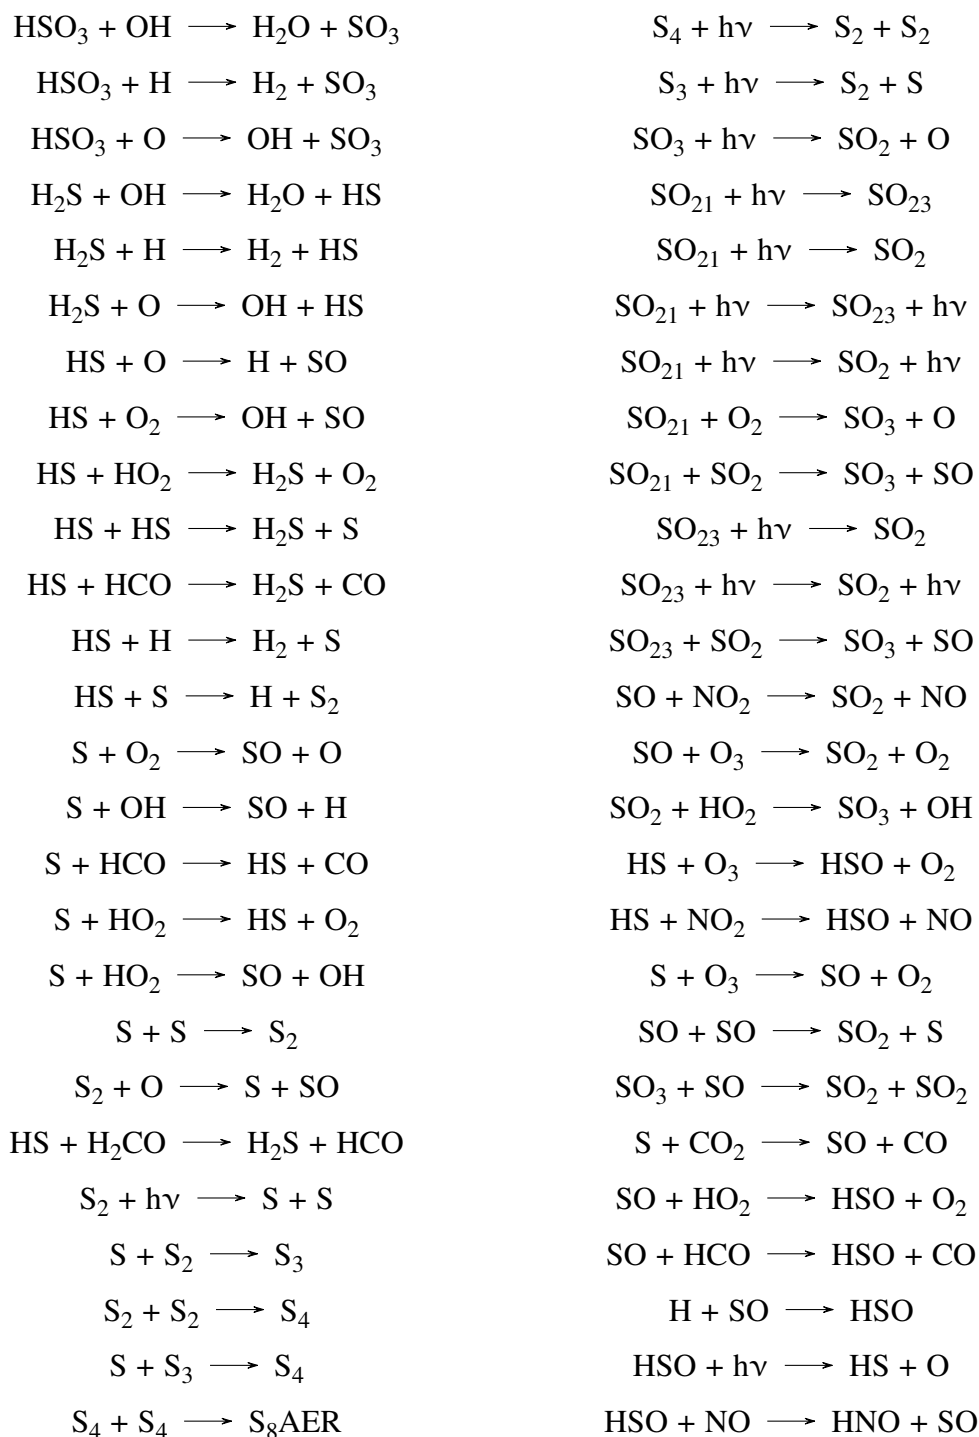 HSO₃ + OH ⟶ H₂O + SO₃
HSO₃ + H ⟶ H₂ + SO₃
HSO₃ + O ⟶ OH + SO₃
H₂S + OH ⟶ H₂O + HS
H₂S + H ⟶ H₂ + HS
H₂S + O ⟶ OH + HS
HS + O ⟶ H + SO
HS + O₂ ⟶ OH + SO
HS + HO₂ ⟶ H₂S + O₂
HS + HS ⟶ H₂S + S
HS + HCO ⟶ H₂S + CO
HS + H ⟶ H₂ + S
HS + S ⟶ H + S₂
S + O₂ ⟶ SO + O
S + OH ⟶ SO + H
S + HCO ⟶ HS + CO
S + HO₂ ⟶ HS + O₂
S + HO₂ ⟶ SO + OH
S + S ⟶ S₂
S₂ + O ⟶ S + SO
HS + H₂CO ⟶ H₂S + HCO
S₂ + hν ⟶ S + S
S + S₂ ⟶ S₃
S₂ + S₂ ⟶ S₄
S + S₃ ⟶ S₄
S₄ + S₄ ⟶ S₈AER
S₄ + hν ⟶ S₂ + S₂
S₃ + hν ⟶ S₂ + S
SO₃ + hν ⟶ SO₂ + O
SO₂₁ + hν ⟶ SO₂₃
SO₂₁ + hν ⟶ SO₂
SO₂₁ + hν ⟶ SO₂₃ + hν
SO₂₁ + hν ⟶ SO₂ + hν
SO₂₁ + O₂ ⟶ SO₃ + O
SO₂₁ + SO₂ ⟶ SO₃ + SO
SO₂₃ + hν ⟶ SO₂
SO₂₃ + hν ⟶ SO₂ + hν
SO₂₃ + SO₂ ⟶ SO₃ + SO
SO + NO₂ ⟶ SO₂ + NO
SO + O₃ ⟶ SO₂ + O₂
SO₂ + HO₂ ⟶ SO₃ + OH
HS + O₃ ⟶ HSO + O₂
HS + NO₂ ⟶ HSO + NO
S + O₃ ⟶ SO + O₂
SO + SO ⟶ SO₂ + S
SO₃ + SO ⟶ SO₂ + SO₂
S + CO₂ ⟶ SO + CO
SO + HO₂ ⟶ HSO + O₂
SO + HCO ⟶ HSO + CO
H + SO ⟶ HSO
HSO + hν ⟶ HS + O
HSO + NO ⟶ HNO + SO